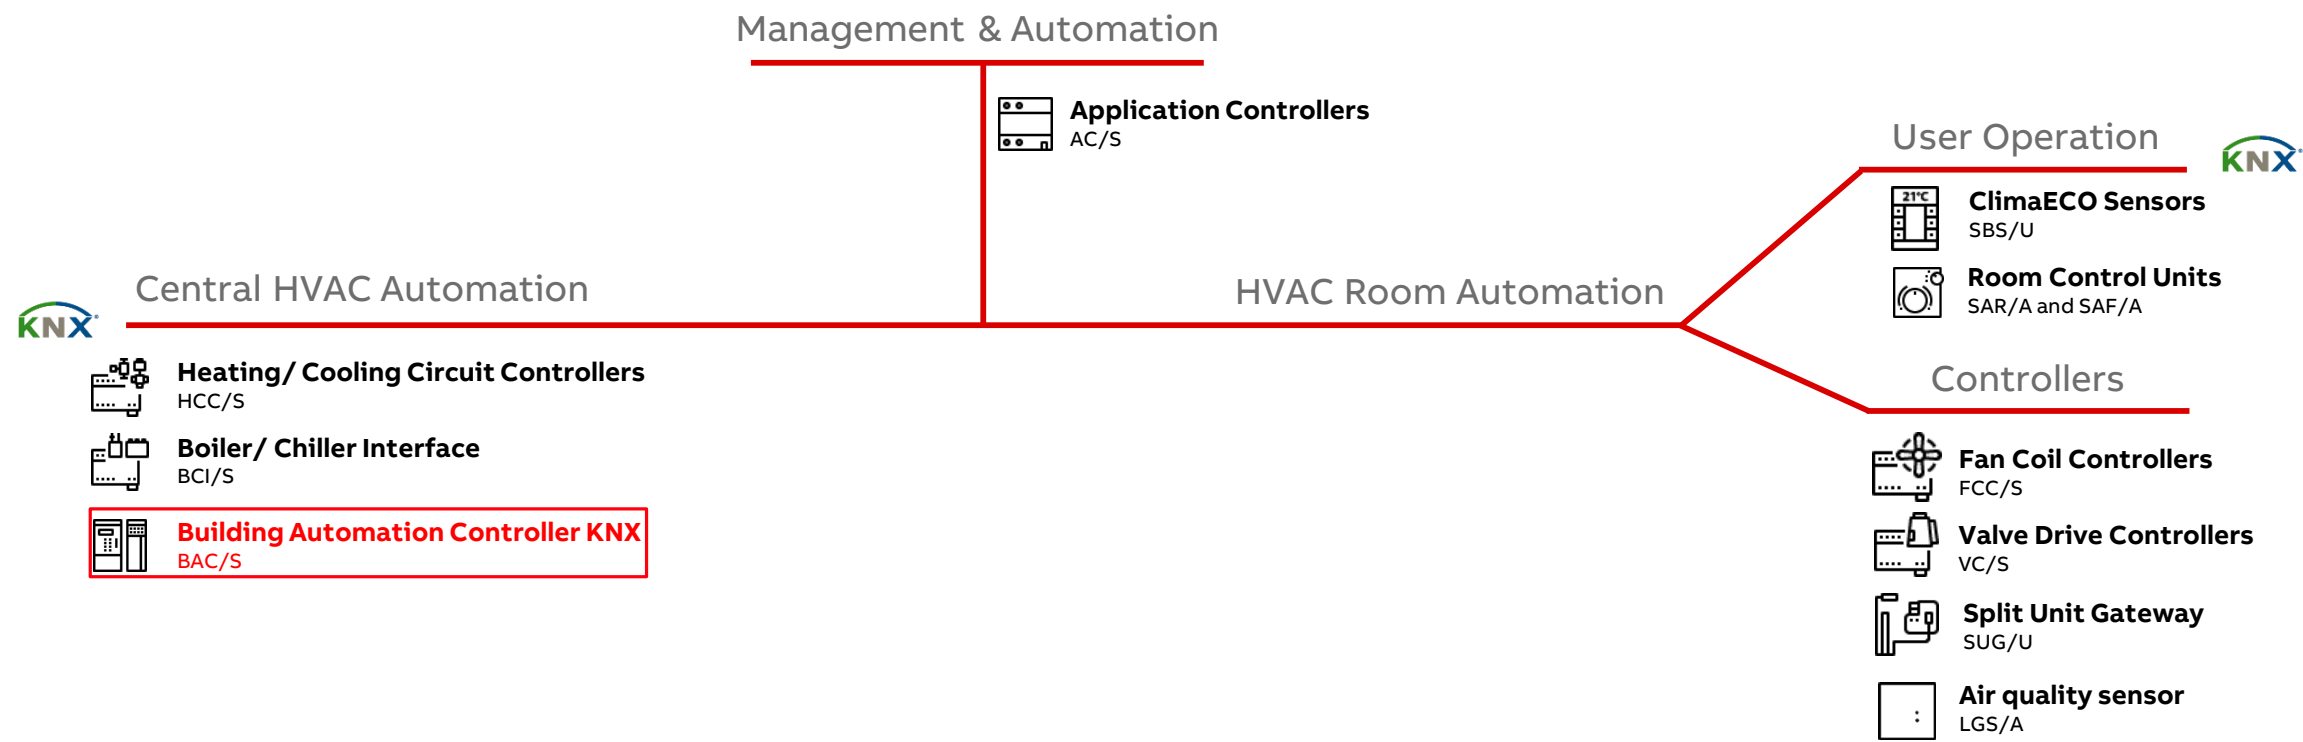 Management & Automation
Application Controllers
AC/S
User Operation
KNX®
21°C
ClimaECO Sensors
SBS/U
Room Control Units
SAR/A and SAF/A
Central HVAC Automation
HVAC Room Automation
KNX®
Heating/ Cooling Circuit Controllers
HCC/S
Boiler/ Chiller Interface
BCI/S
Building Automation Controller KNX
BAC/S
Controllers
Fan Coil Controllers
FCC/S
Valve Drive Controllers
VC/S
Split Unit Gateway
SUG/U
Air quality sensor
LGS/A